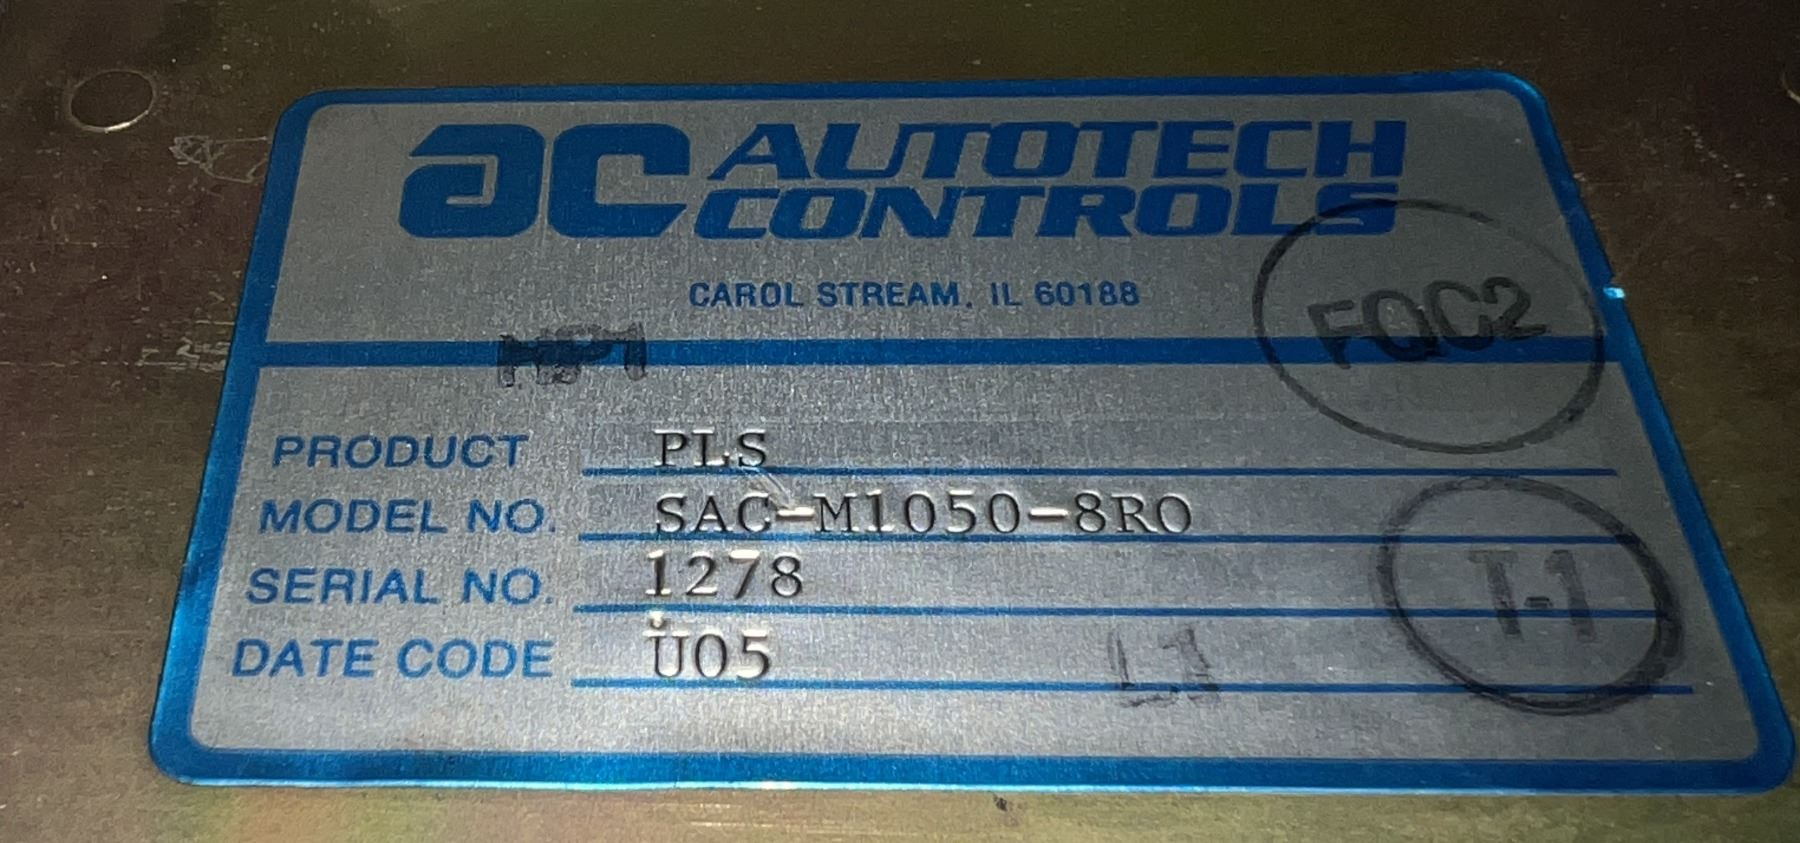 ac AUTOTECH
CONTROLS
CAROL STREAM, IL 60188
FQC2
PRODUCT PLS
MODEL NO. SAC-M1050-8RO
SERIAL NO. 1278
T-1
DATE CODE U05